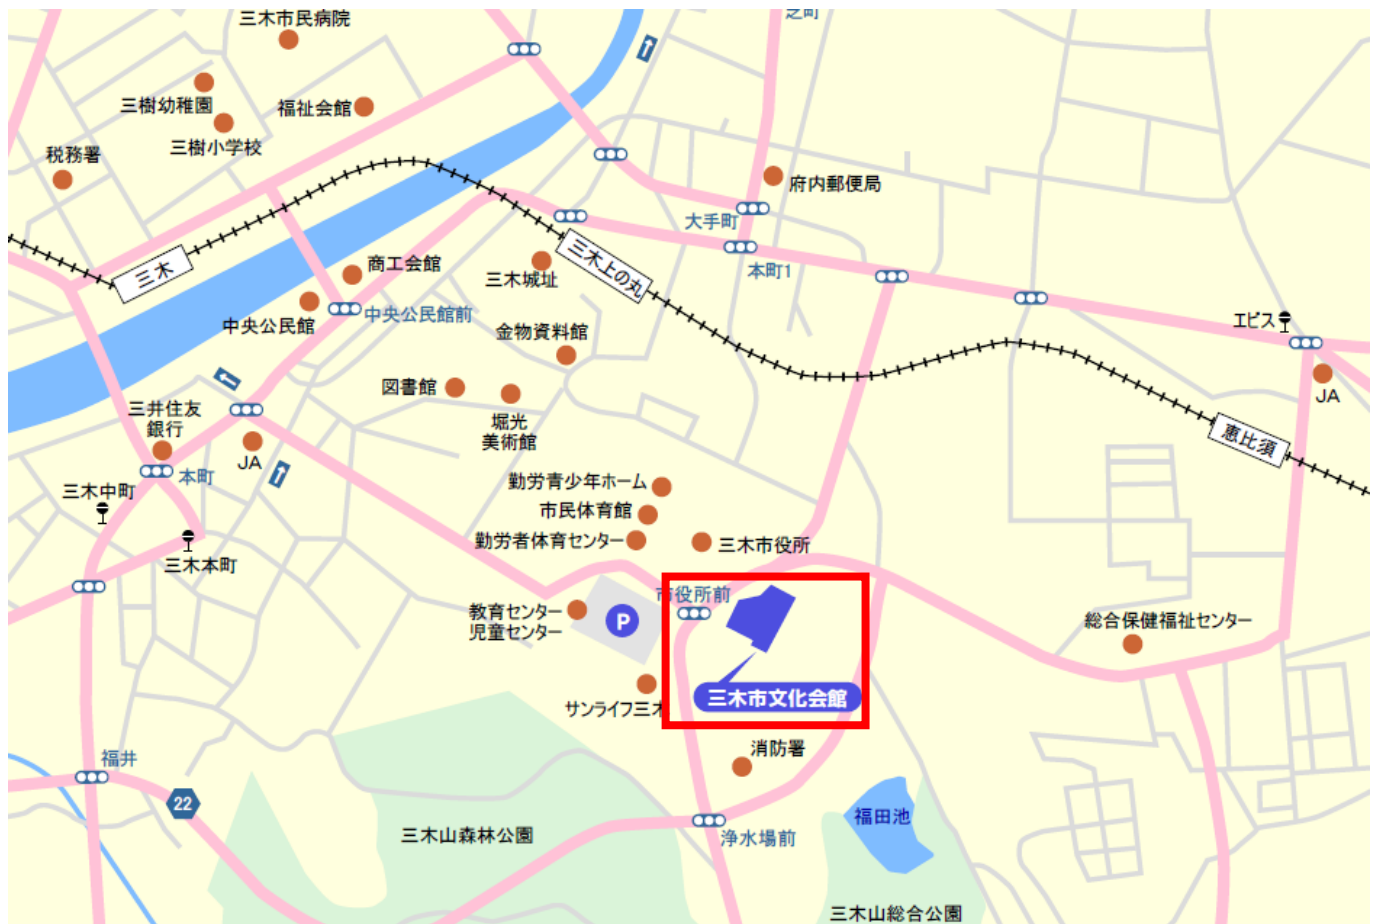 三木市民病院
芝町
三樹幼稚園
福祉会館
三樹小学校
税務署
府内郵便局
大手町
本町1
三木
商工会館
三木城址
三木上の丸
中央公民館
中央公民館前
金物資料館
エビス
JA
図書館
堀光
美術館
三井住友
銀行
JA
本町
恵比須
三木中町
勤労青少年ホーム
市民体育館
勤労者体育センター
三木市役所
三木本町
市役所前
教育センター
児童センター
P
総合保健福祉センター
サンライフ三木
三木市文化会館
消防署
福井
22
福田池
三木山森林公園
浄水場前
三木山総合公園